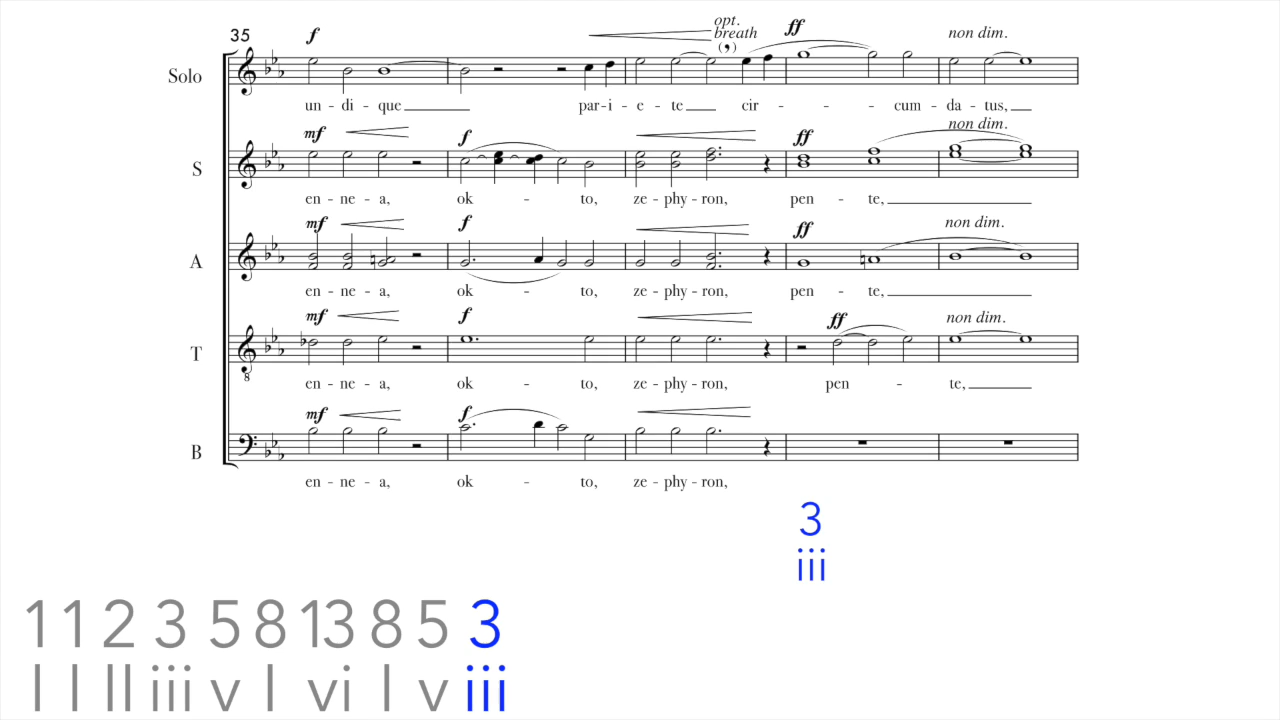 opt.
35 f breath ff non dim.
(,)
Solo
un - di - que pa-ri - e - te cir - - - cum - da - tus,
mf f ff non dim.
S
en - ne - a, ok - to, ze - phy - ron, pen - te,
mf f ff non dim.
A
en - ne - a, ok - to, ze - phy - ron, pen - te,
mf f ff non dim.
T
8
en - ne - a, ok - to, ze - phy - ron, pen - te,
mf f
B
en - ne - a, ok - to, ze - phy - ron,
3
iii
1 1 2 3 5 8 13 8 5 3
I I II iii v I vi I v iii